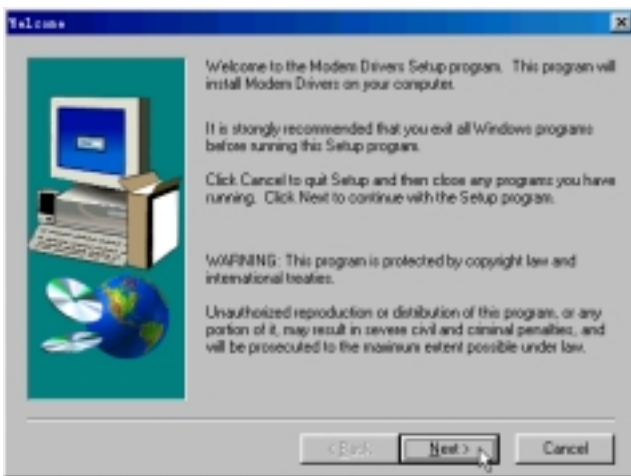 Welcome
Welcome to the Modem Drivers Setup program. This program will
install Modem Drivers on your computer.
It is strongly recommended that you exit all Windows programs
before running this Setup program.
Click Cancel to quit Setup and then close any programs you have
running. Click Next to continue with the Setup program.
WARNING: This program is protected by copyright law and
international treaties.
Unauthorized reproduction or distribution of this program, or any
portion of it, may result in severe civil and criminal penalties, and
will be prosecuted to the maximum extent possible under law.
< Back
Next >
Cancel